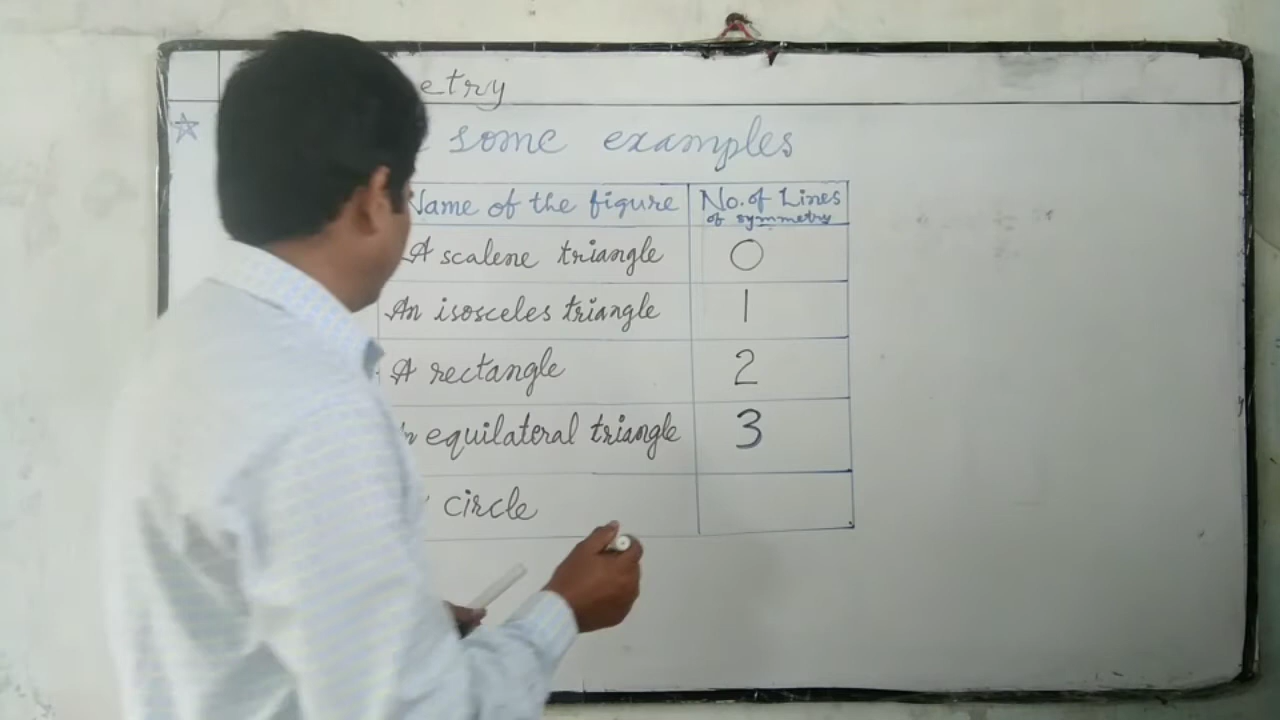 etry
some examples
Name of the figure No. of Lines of symmetry
A scalene triangle 0
An isosceles triangle 1
A rectangle 2
equilateral triangle 3
circle